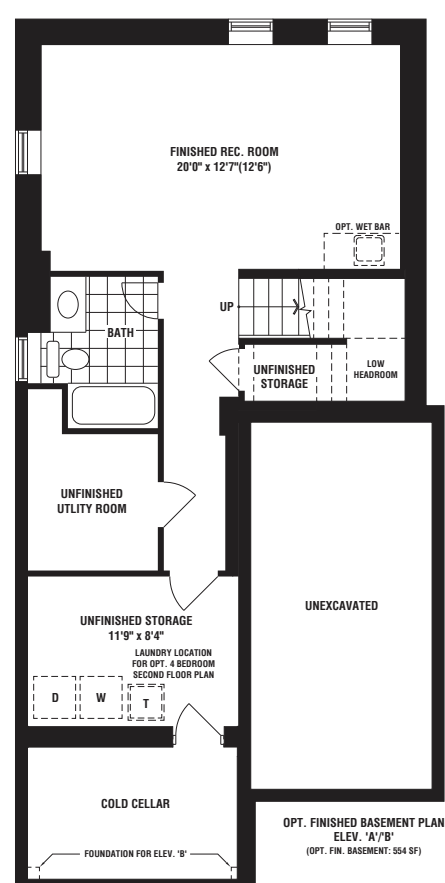 FINISHED REC. ROOM
20'0" x 12'7"(12'6")
OPT. WET BAR
UP
BATH
UNFINISHED
STORAGE
LOW
HEADROOM
UNFINISHED
UTLITY ROOM
UNEXCAVATED
UNFINISHED STORAGE
11'9" x 8'4"
LAUNDRY LOCATION
FOR OPT. 4 BEDROOM
SECOND FLOOR PLAN
D
W
T
COLD CELLAR
FOUNDATION FOR ELEV. 'B'
OPT. FINISHED BASEMENT PLAN
ELEV. 'A'/'B'
(OPT. FIN. BASEMENT: 554 SF)